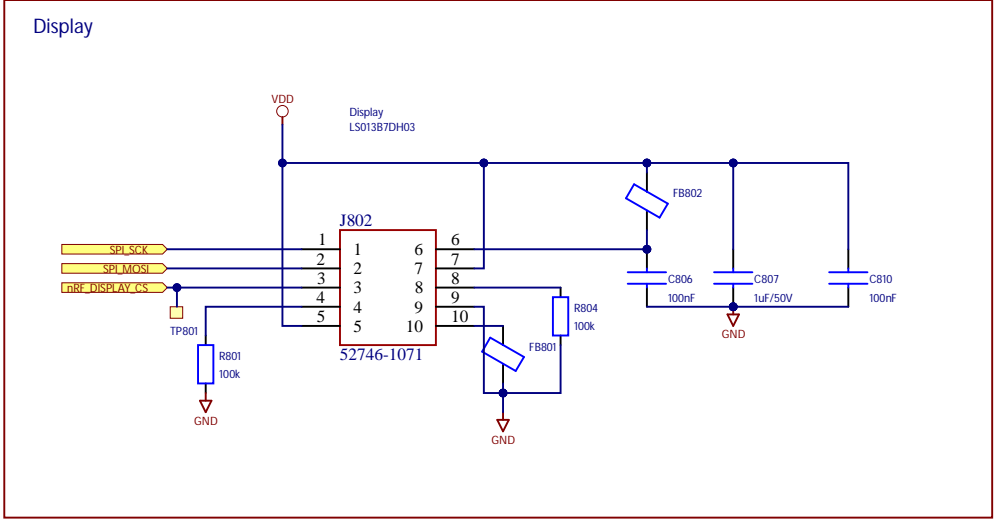 Display
VDD
Display
LS013B7DH03
FB802
J802
SPI_SCK
1
1
6
6
SPI_MOSI
2
2
7
7
nRF_DISPLAY_CS
3
3
8
8
4
4
9
9
5
5
10
10
C806
100nF
C807
1uF/50V
C810
100nF
R804
100k
TP801
FB801
52746-1071
R801
100k
GND
GND
GND